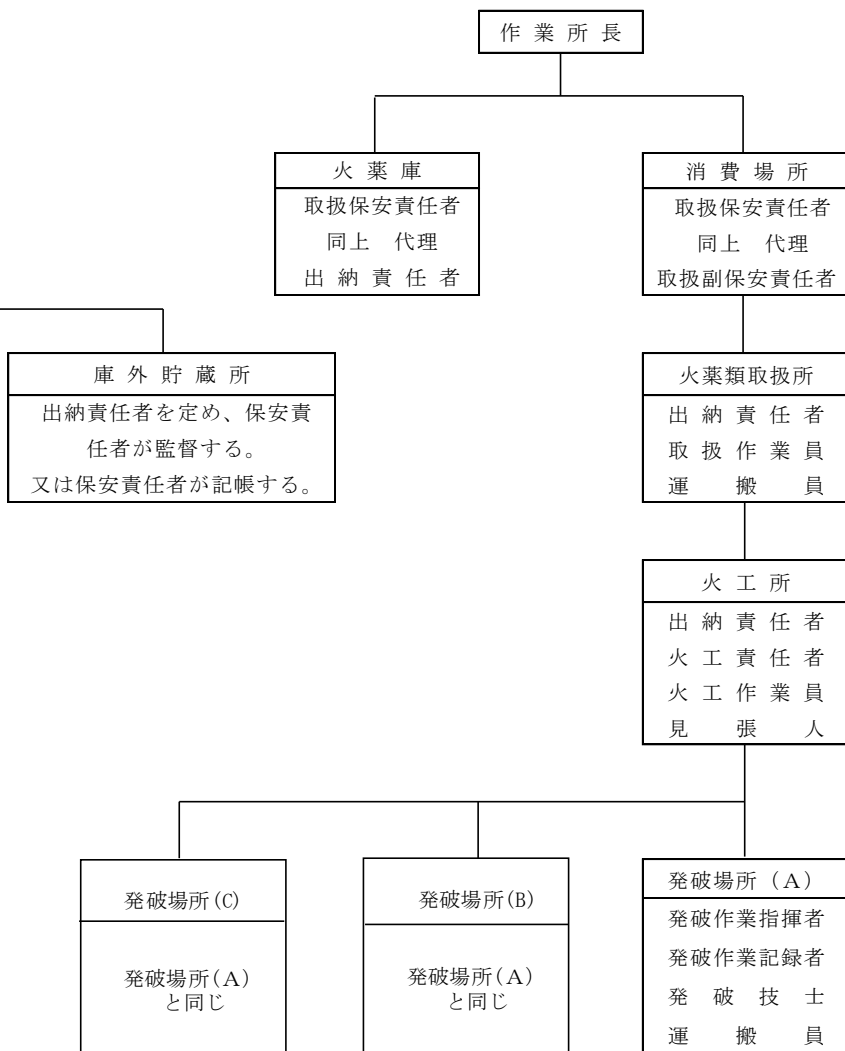 作業所長
火薬庫
取扱保安責任者
同上　代理
出納責任者
消費場所
取扱保安責任者
同上　代理
取扱副保安責任者
庫外貯蔵所
出納責任者を定め、保安責
任者が監督する。
又は保安責任者が記帳する。
火薬類取扱所
出納責任者
取扱作業員
運搬員
火工所
出納責任者
火工責任者
火工作業員
見張人
発破場所(C)
発破場所(A)
と同じ
発破場所(B)
発破場所(A)
と同じ
発破場所（A）
発破作業指揮者
発破作業記録者
発破技士
運搬員